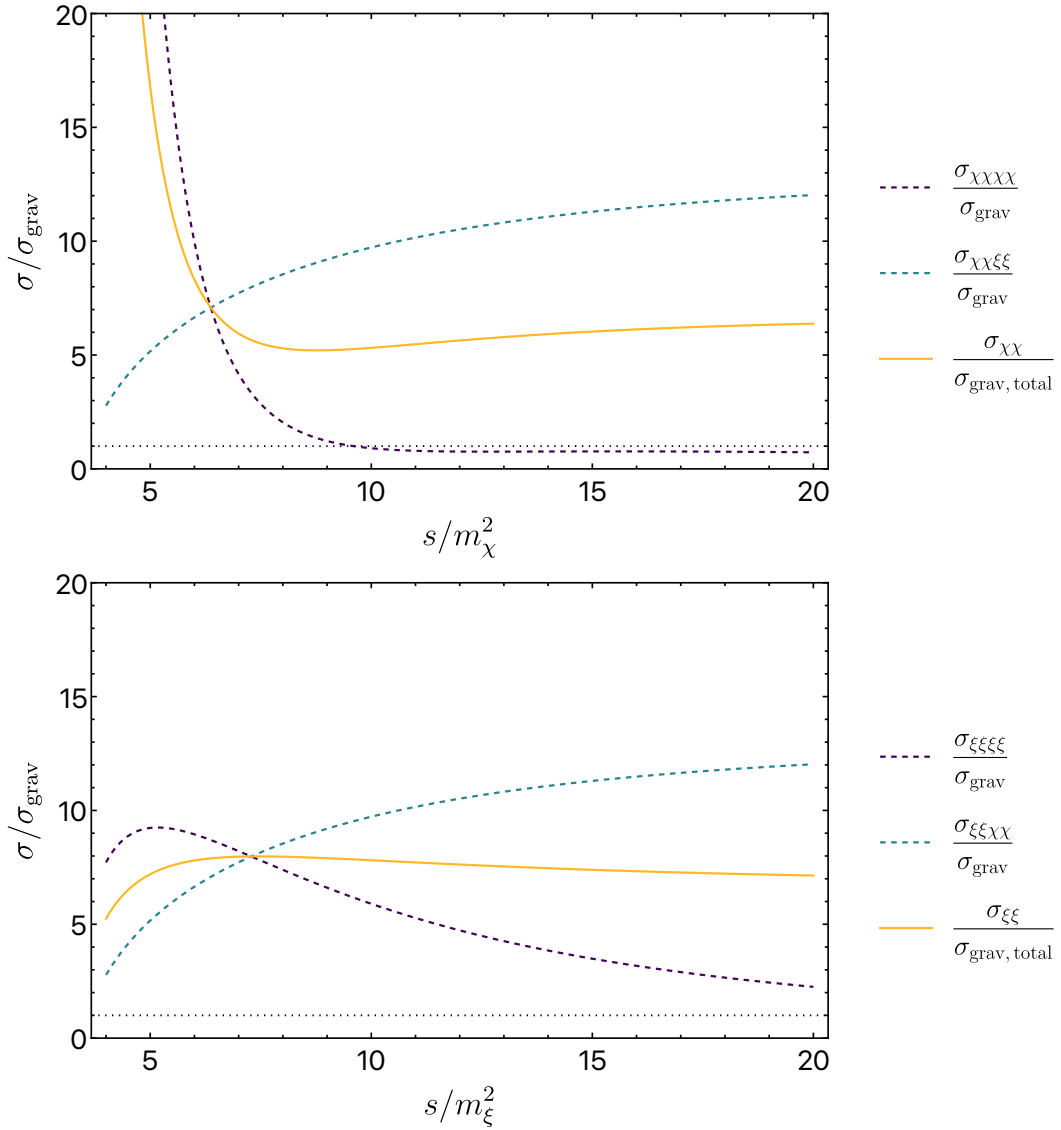 20
15
10
5
0
σ/σ_grav
5 10 15 20
s/m_χ^2
σ_χχχχ/σ_grav
σ_χχξξ/σ_grav
σ_χχ/σ_grav, total
20
15
10
5
0
σ/σ_grav
5 10 15 20
s/m_ξ^2
σ_ξξξξ/σ_grav
σ_ξξχχ/σ_grav
σ_ξξ/σ_grav, total